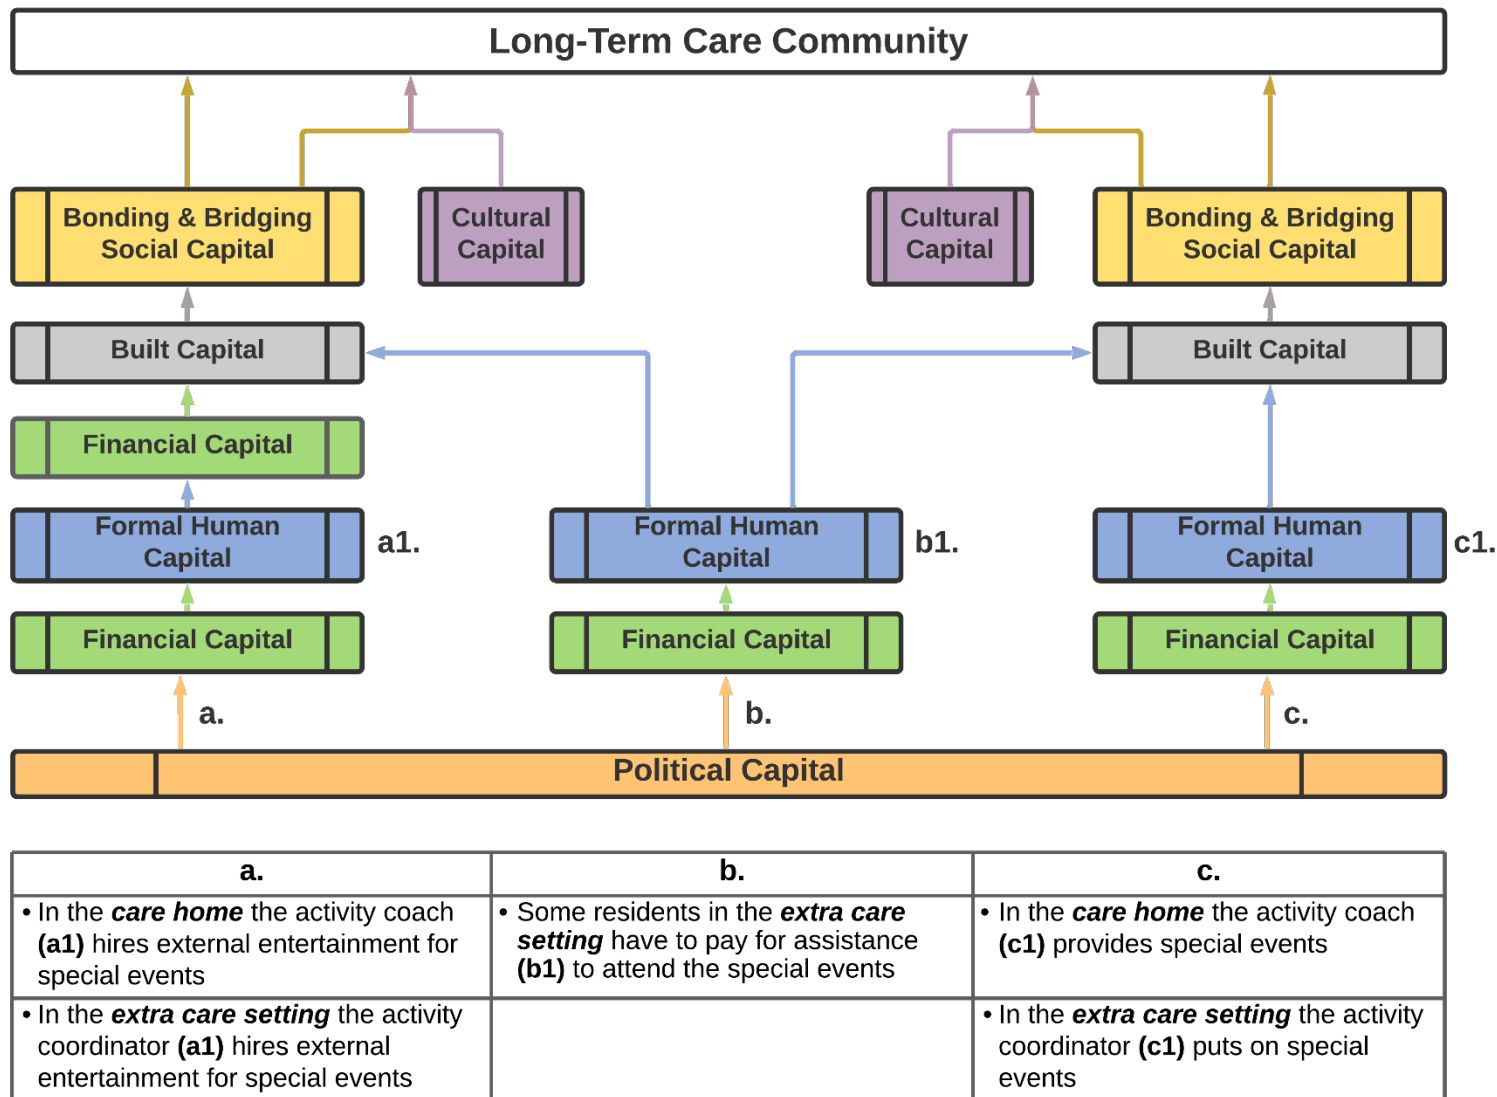 Long-Term Care Community
Bonding & Bridging
Social Capital
Cultural
Capital
Cultural
Capital
Bonding & Bridging
Social Capital
Built Capital
Built Capital
Financial Capital
Formal Human
Capital
a1.
Formal Human
Capital
b1.
Formal Human
Capital
c1.
Financial Capital
Financial Capital
Financial Capital
a.
b.
c.
Political Capital
a.
b.
c.
• In the care home the activity coach
(a1) hires external entertainment for
special events
• Some residents in the extra care
setting have to pay for assistance
(b1) to attend the special events
• In the care home the activity coach
(c1) provides special events
• In the extra care setting the activity
coordinator (a1) hires external
entertainment for special events
• In the extra care setting the activity
coordinator (c1) puts on special
events